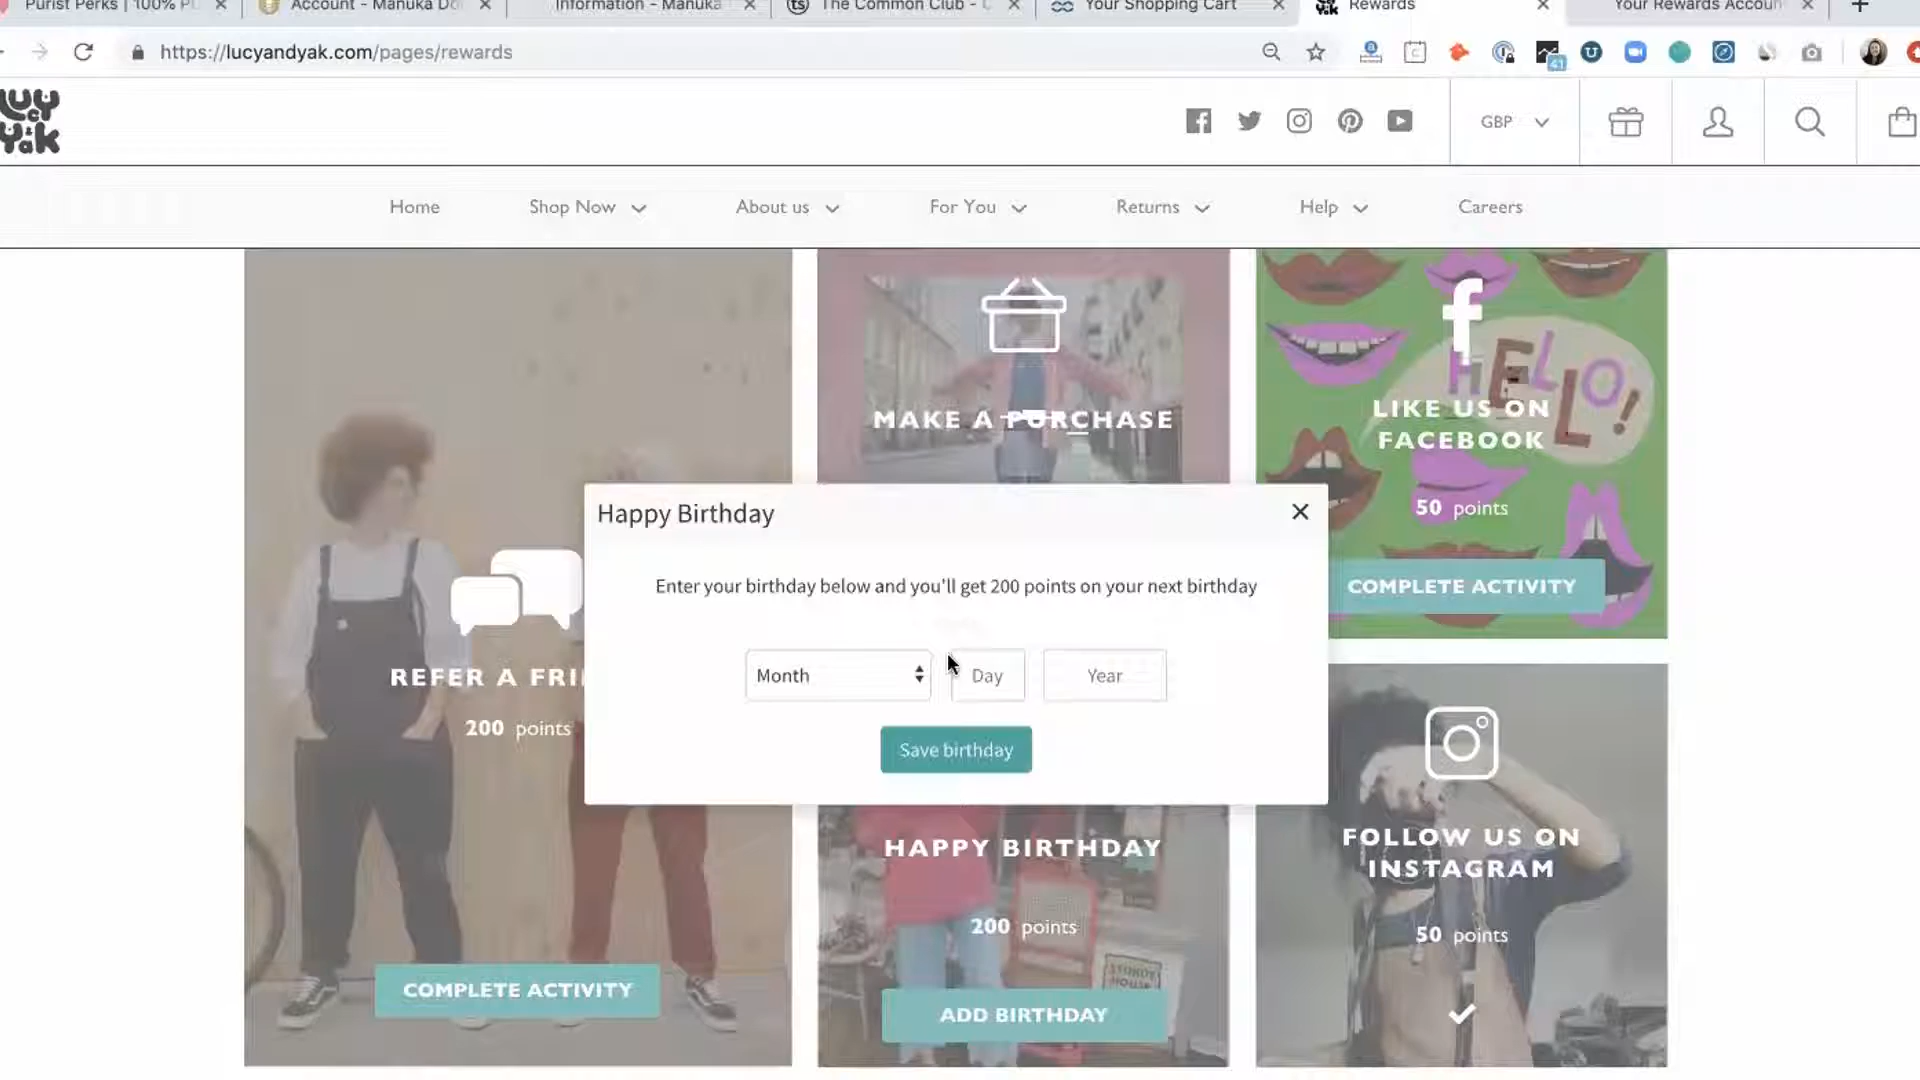 Purist Perks | 100% P
Account - Manuka Do
Information - Manuka
The Common Club - 
Your Shopping Cart
Rewards
Your Rewards Accoun
https://lucyandyak.com/pages/rewards
41
LUCY
& YAK
GBP
Home
Shop Now
About us
For You
Returns
Help
Careers
MAKE A PURCHASE
HELLO!
LIKE US ON
FACEBOOK
50 points
COMPLETE ACTIVITY
Happy Birthday
Enter your birthday below and you'll get 200 points on your next birthday
Month
Day
Year
Save birthday
REFER A FRI
200 points
COMPLETE ACTIVITY
HAPPY BIRTHDAY
200 points
ADD BIRTHDAY
FOLLOW US ON
INSTAGRAM
50 points